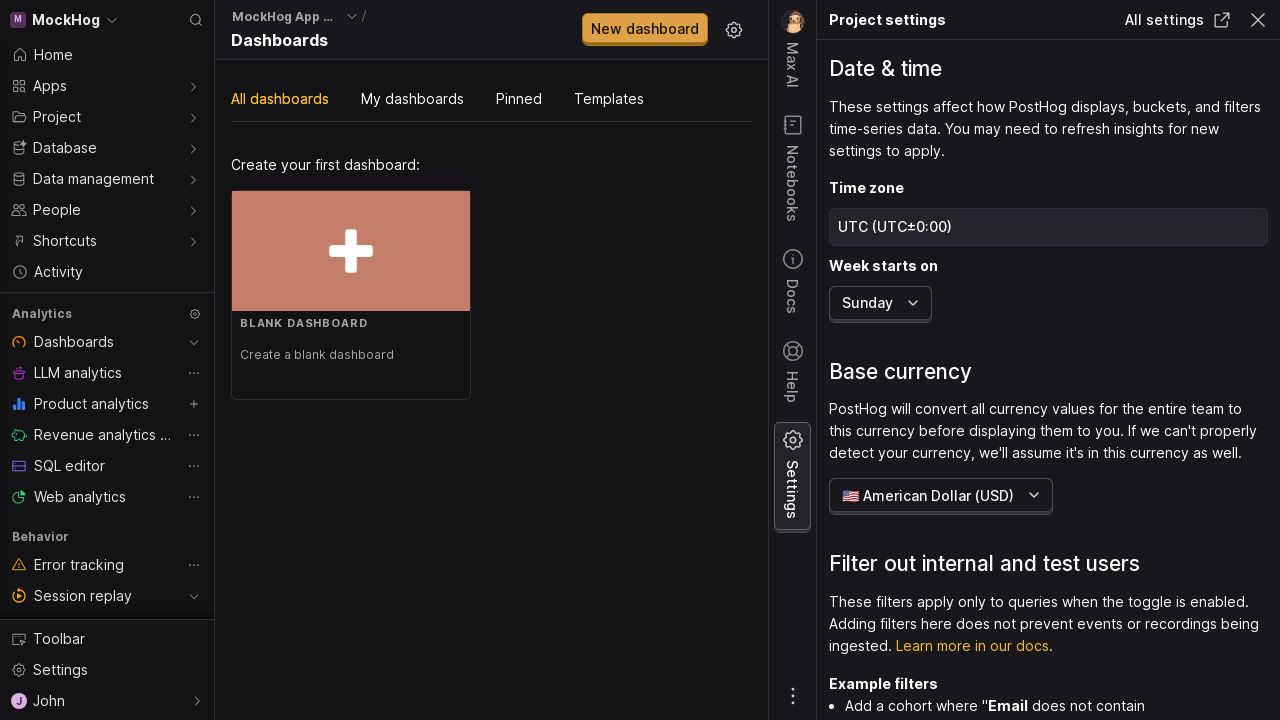 M MockHog
Home
Apps
Project
Database
Data management
People
Shortcuts
Activity
Analytics
Dashboards
LLM analytics
Product analytics
Revenue analytics ...
SQL editor
Web analytics
Behavior
Error tracking
Session replay
Toolbar
Settings
J John
MockHog App ... /
Dashboards
New dashboard
All dashboards My dashboards Pinned Templates
Create your first dashboard:
BLANK DASHBOARD
Create a blank dashboard
Max AI
Notebooks
Docs
Help
Settings
Project settings
All settings
Date & time
These settings affect how PostHog displays, buckets, and filters
time-series data. You may need to refresh insights for new
settings to apply.
Time zone
UTC (UTC±0:00)
Week starts on
Sunday
Base currency
PostHog will convert all currency values for the entire team to
this currency before displaying them to you. If we can't properly
detect your currency, we'll assume it's in this currency as well.
🇺🇸 American Dollar (USD)
Filter out internal and test users
These filters apply only to queries when the toggle is enabled.
Adding filters here does not prevent events or recordings being
ingested. Learn more in our docs.
Example filters
• Add a cohort where "Email does not contain